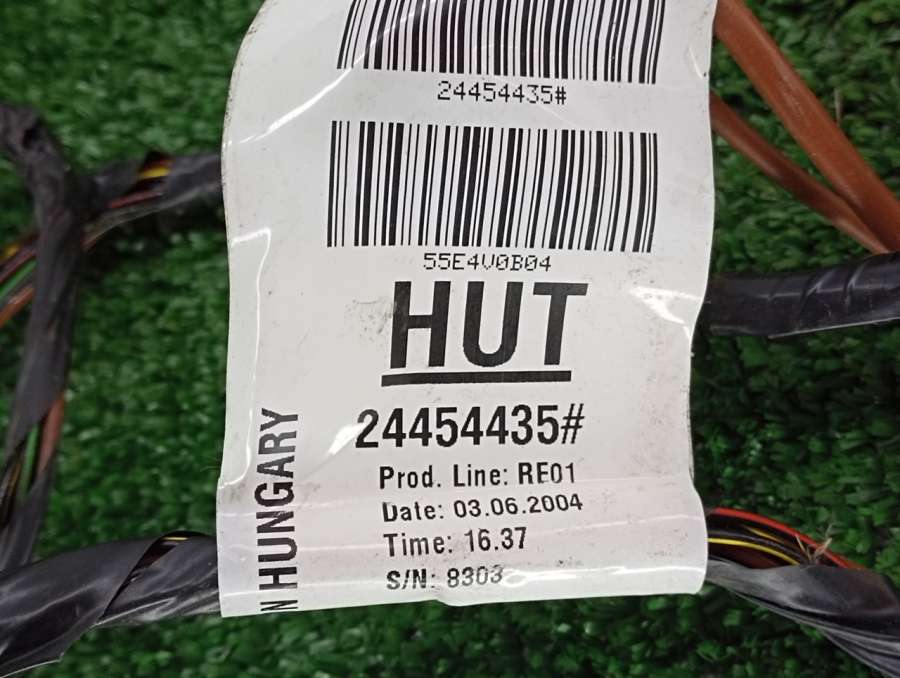 24454435#
55E4V0B04
HUT
24454435#
Prod. Line: RE01
Date: 03.06.2004
Time: 16.37
S/N: 8303
N HUNGARY